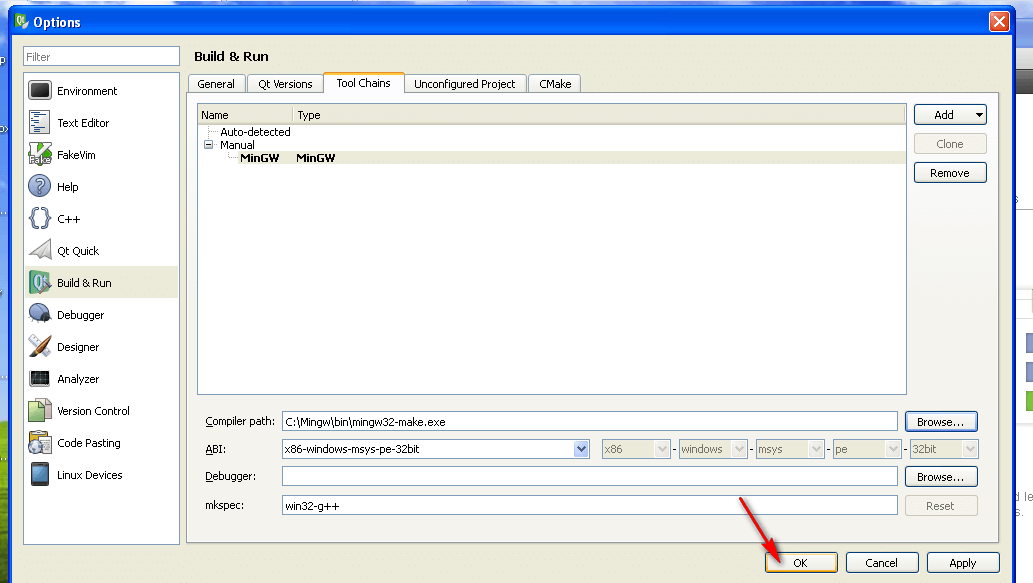 Options
Filter
Environment
Text Editor
FakeVim
Help
C++
Qt Quick
Build & Run
Debugger
Designer
Analyzer
Version Control
Code Pasting
Linux Devices
Build & Run
General Qt Versions Tool Chains Unconfigured Project CMake
Name Type
Auto-detected
Manual
MinGW MinGW
Add
Clone
Remove
Compiler path: C:\Mingw\bin\mingw32-make.exe Browse...
ABI: x86-windows-msys-pe-32bit x86 - windows - msys - pe - 32bit
Debugger: Browse...
mkspec: win32-g++ Reset
OK Cancel Apply